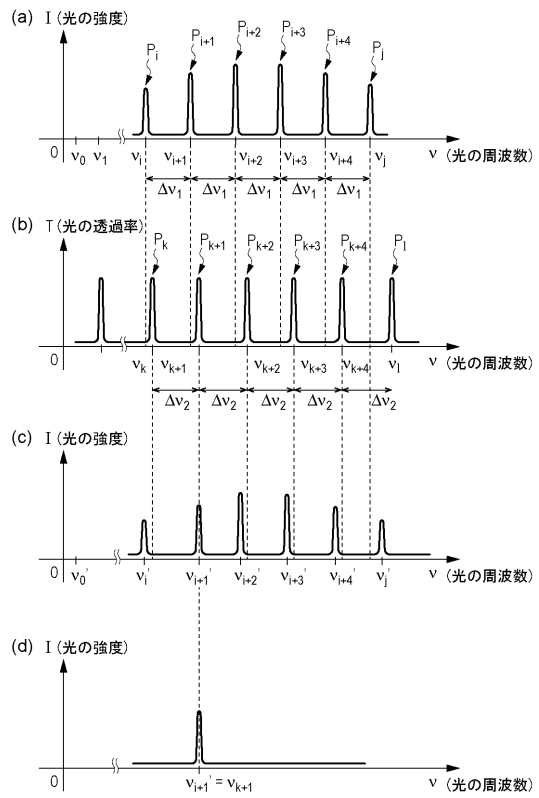 (a) I (光の強度)
Pi Pi+1 Pi+2 Pi+3 Pi+4 Pj
0 ν0 ν1 νi νi+1 νi+2 νi+3 νi+4 νj ν (光の周波数)
Δν1 Δν1 Δν1 Δν1 Δν1
(b) T (光の透過率)
Pk Pk+1 Pk+2 Pk+3 Pk+4 Pl
0 νk νk+1 νk+2 νk+3 νk+4 νl ν (光の周波数)
Δν2 Δν2 Δν2 Δν2 Δν2
(c) I (光の強度)
0 ν0' νi' νi+1' νi+2' νi+3' νi+4' νj' ν (光の周波数)
(d) I (光の強度)
0 νi+1' = νk+1 ν (光の周波数)